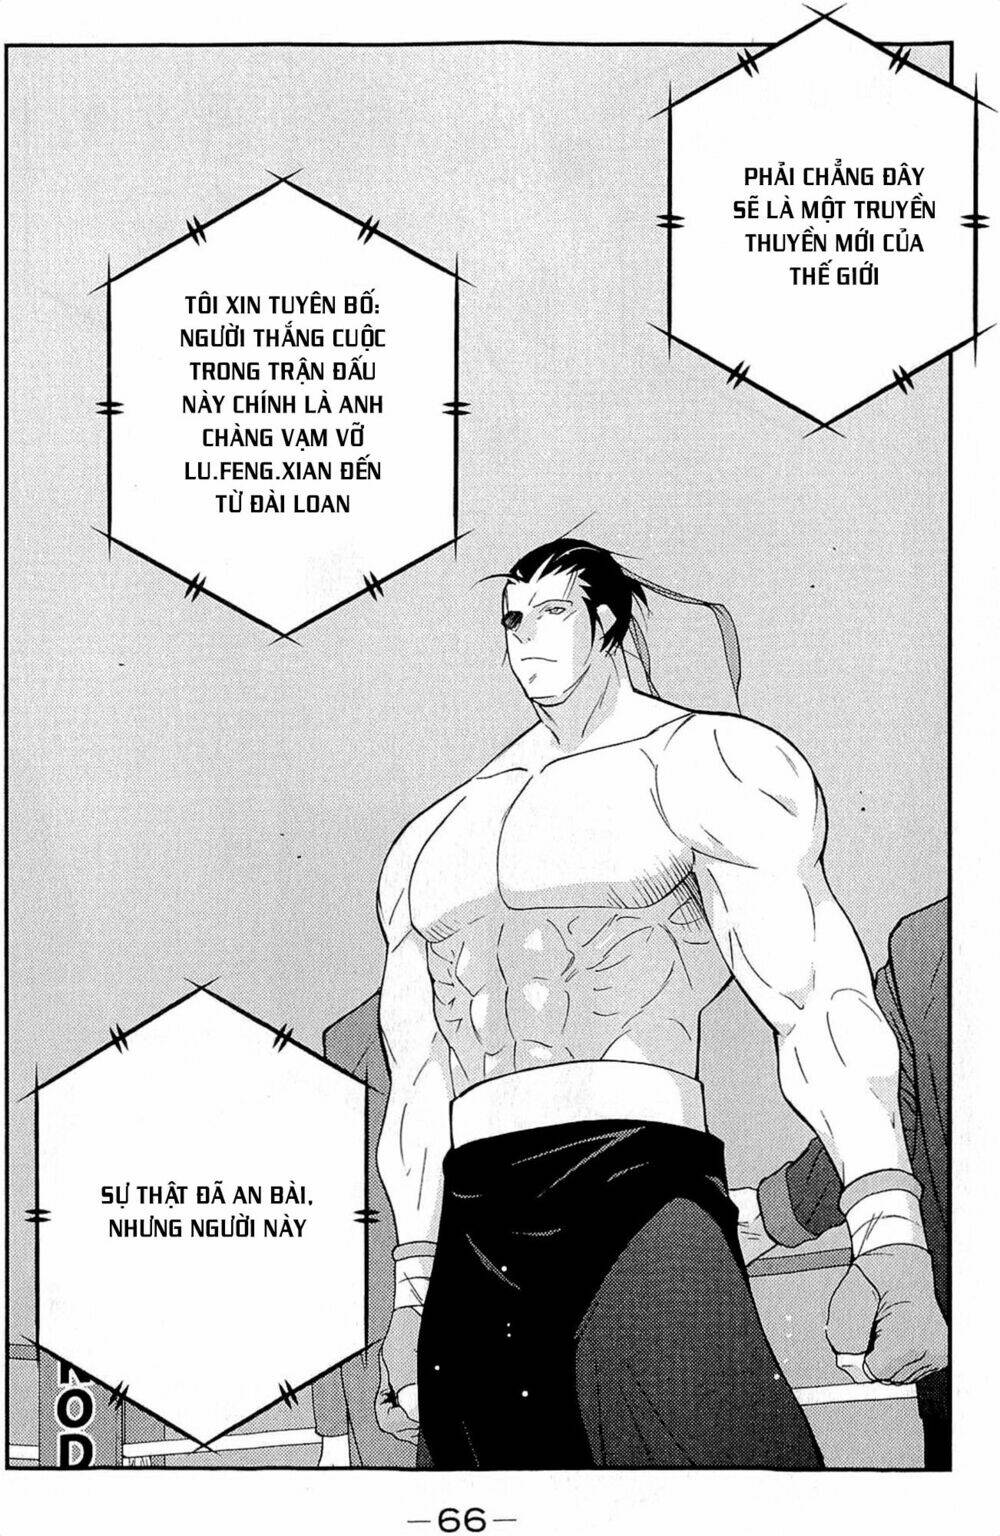 PHẢI CHẲNG ĐÂY
SẼ LÀ MỘT TRUYỀN
THUYỀN MỚI CỦA
THẾ GIỚI
TÔI XIN TUYÊN BỐ:
NGƯỜI THẮNG CUỘC
TRONG TRẬN ĐẤU
NÀY CHÍNH LÀ ANH
CHÀNG VẠM VỠ
LU.FENG.XIAN ĐẾN
TỪ ĐÀI LOAN
SỰ THẬT ĐÃ AN BÀI,
NHƯNG NGƯỜI NÀY
-66-